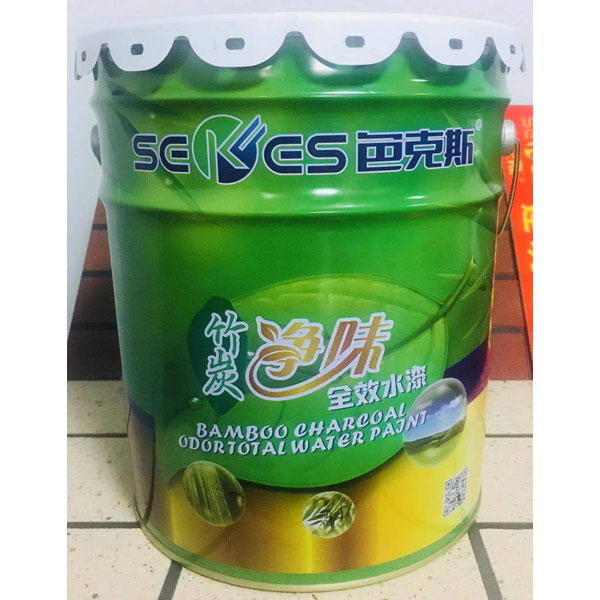 SEKES 色克斯®
竹炭 净味
全效水漆
BAMBOO CHARCOAL
ODORTOTAL WATER PAINT